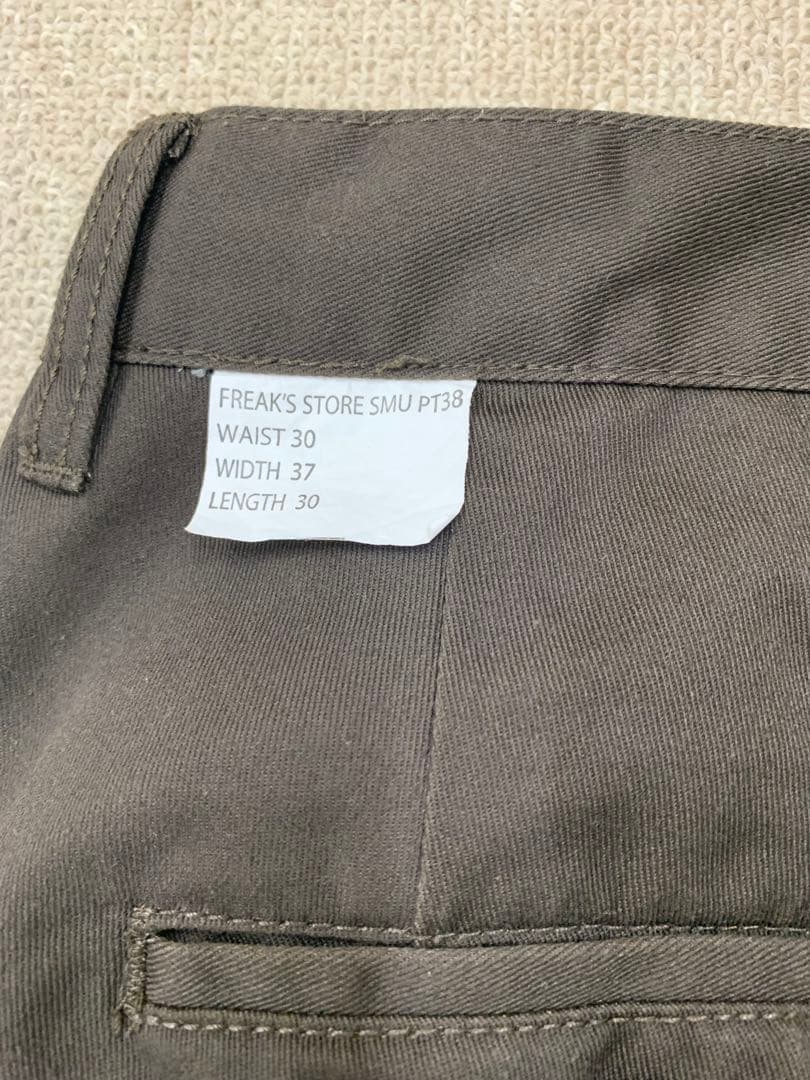 FREAK'S STORE SMU PT38
WAIST 30
WIDTH 37
LENGTH 30